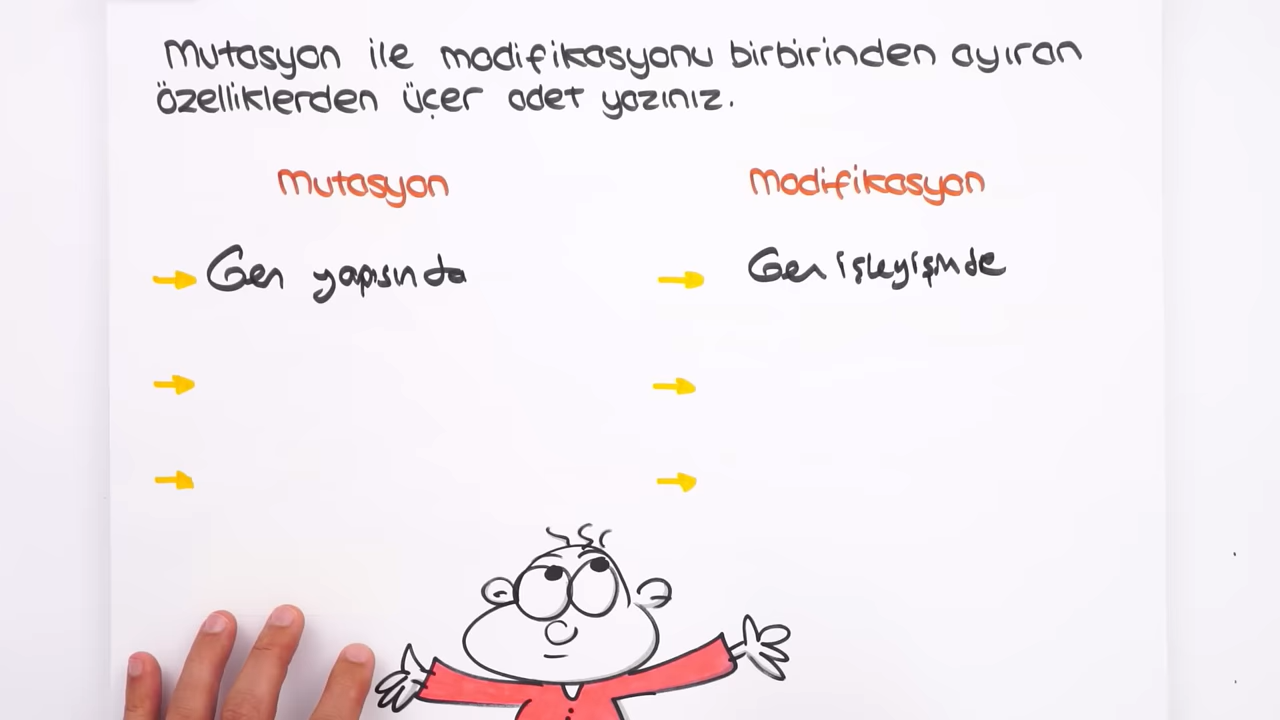 Mutasyon ile modifikasyonu birbirinden ayıran
özelliklerden üçer adet yazınız.
Mutasyon
Modifikasyon
Gen yapısında
Gen işleyişinde